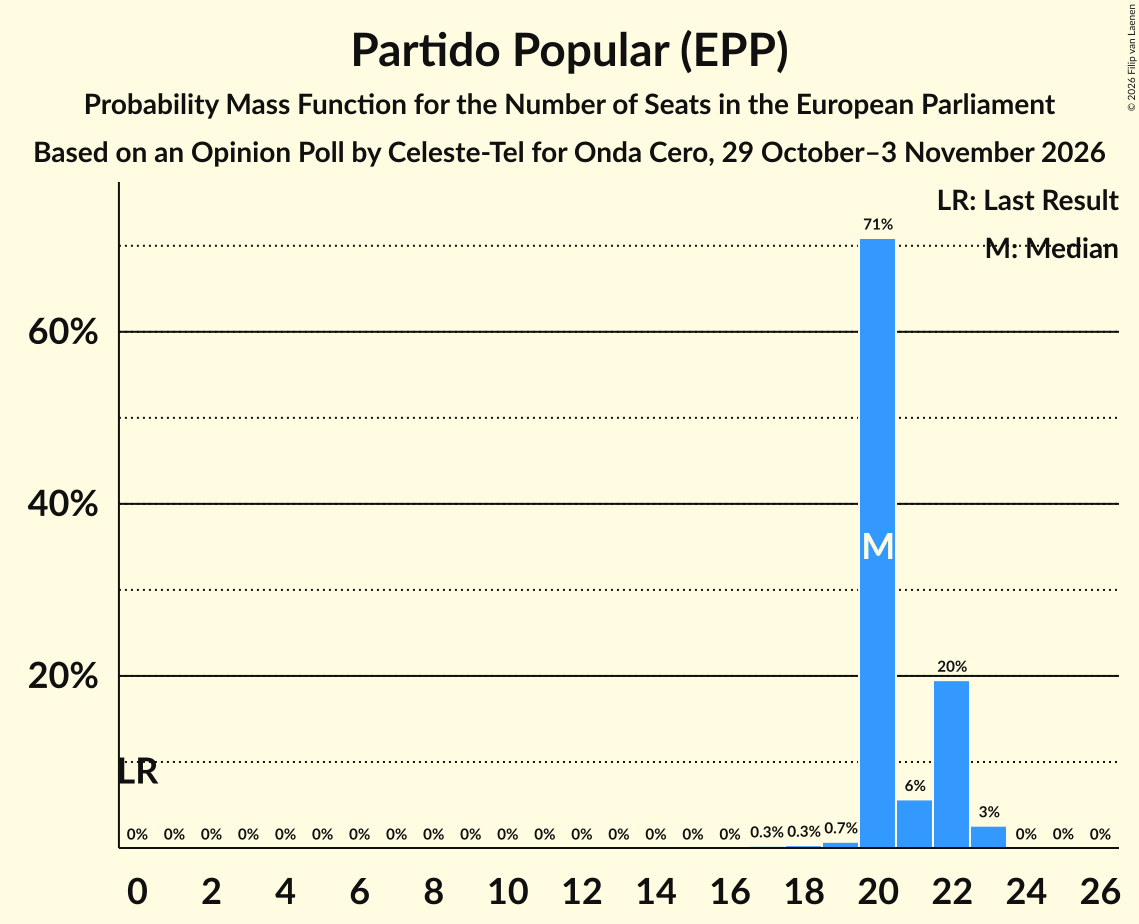 Partido Popular (EPP)
Probability Mass Function for the Number of Seats in the European Parliament
Based on an Opinion Poll by Celeste-Tel for Onda Cero, 29 October–3 November 2026
© 2026 Filip van Laenen
LR: Last Result
M: Median
71%
60%
40%
M
20%
20%
LR
6%
3%
0% 0% 0% 0% 0% 0% 0% 0% 0% 0% 0% 0% 0% 0% 0% 0% 0% 0.3% 0.3% 0.7% 0% 0% 0%
0 2 4 6 8 10 12 14 16 18 20 22 24 26